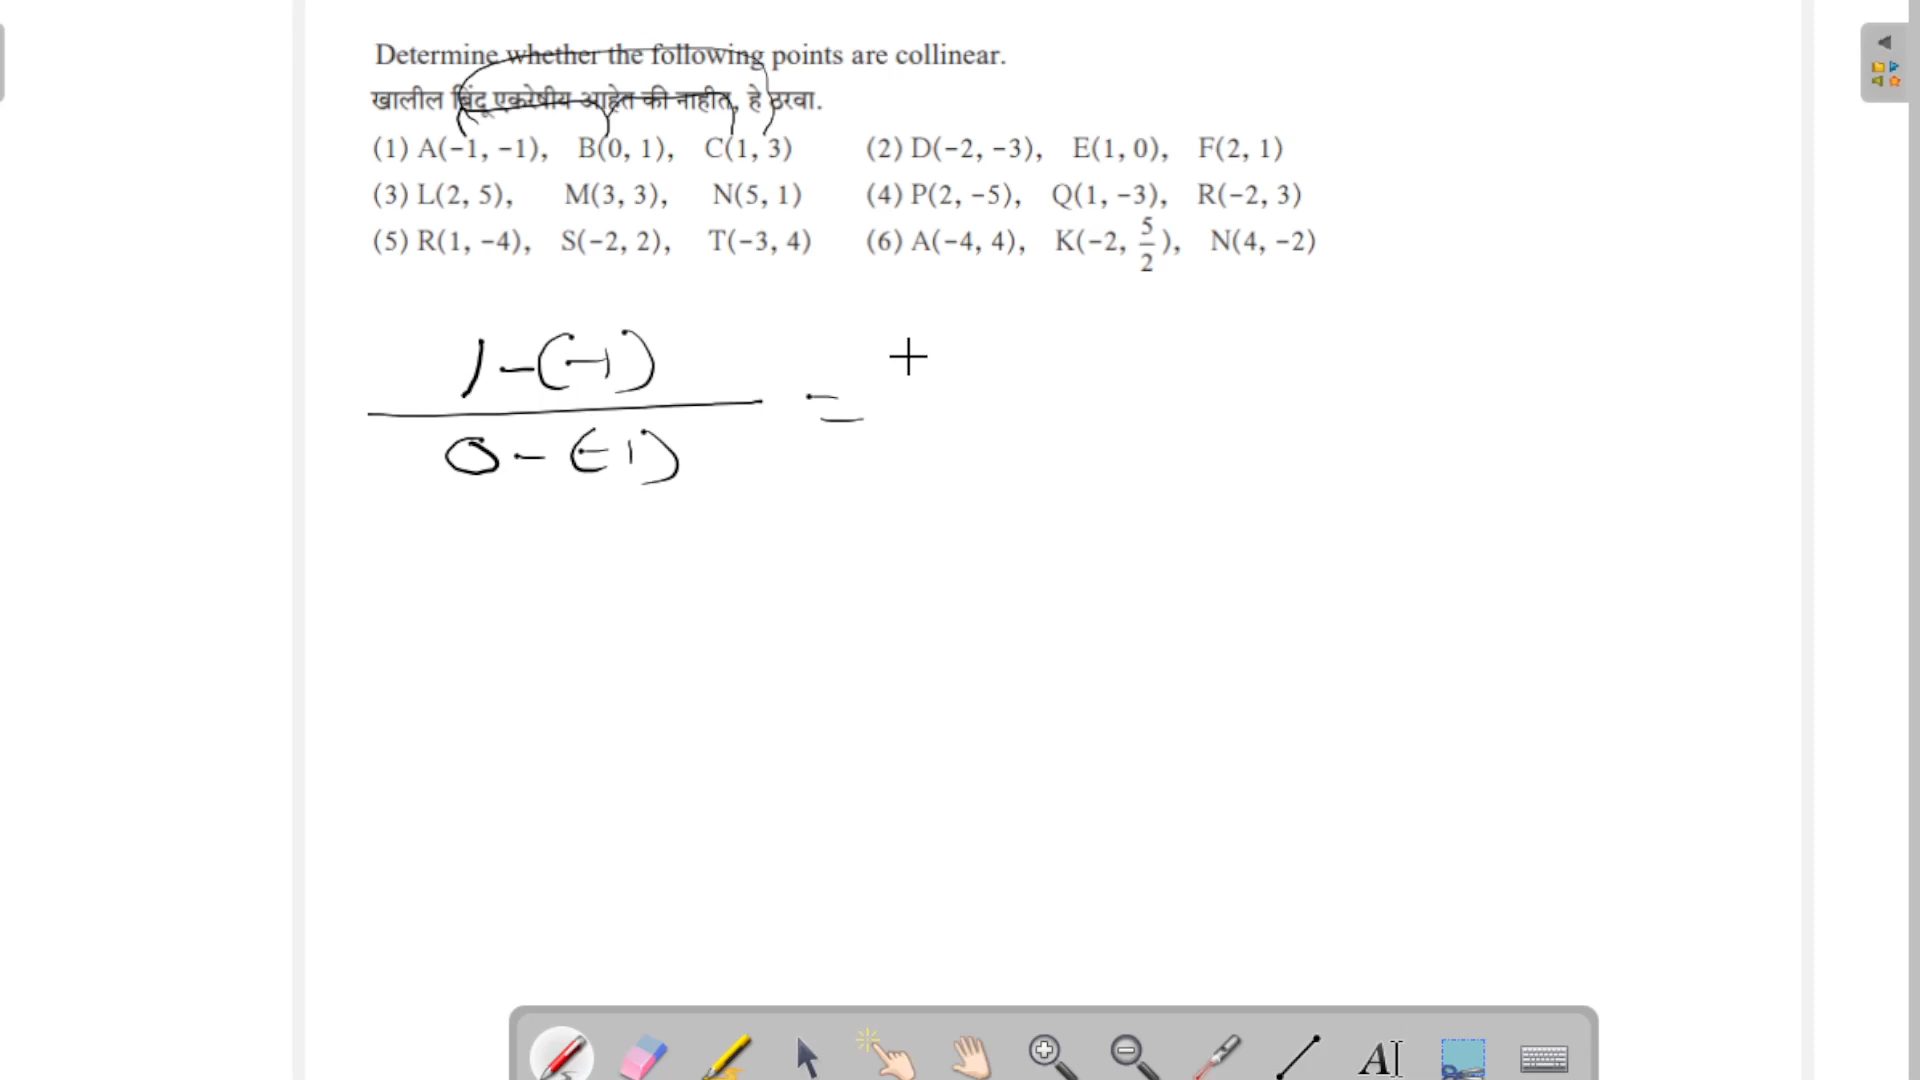 Determine whether the following points are collinear.
खालील बिंदू एकरेषीय आहेत की नाहीत, हे ठरवा.
(1) A(-1, -1), B(0, 1), C(1, 3) (2) D(-2, -3), E(1, 0), F(2, 1)
(3) L(2, 5), M(3, 3), N(5, 1) (4) P(2, -5), Q(1, -3), R(-2, 3)
(5) R(1, -4), S(-2, 2), T(-3, 4) (6) A(-4, 4), K(-2, 5/2), N(4, -2)
1-(-1)
=
0-(-1)